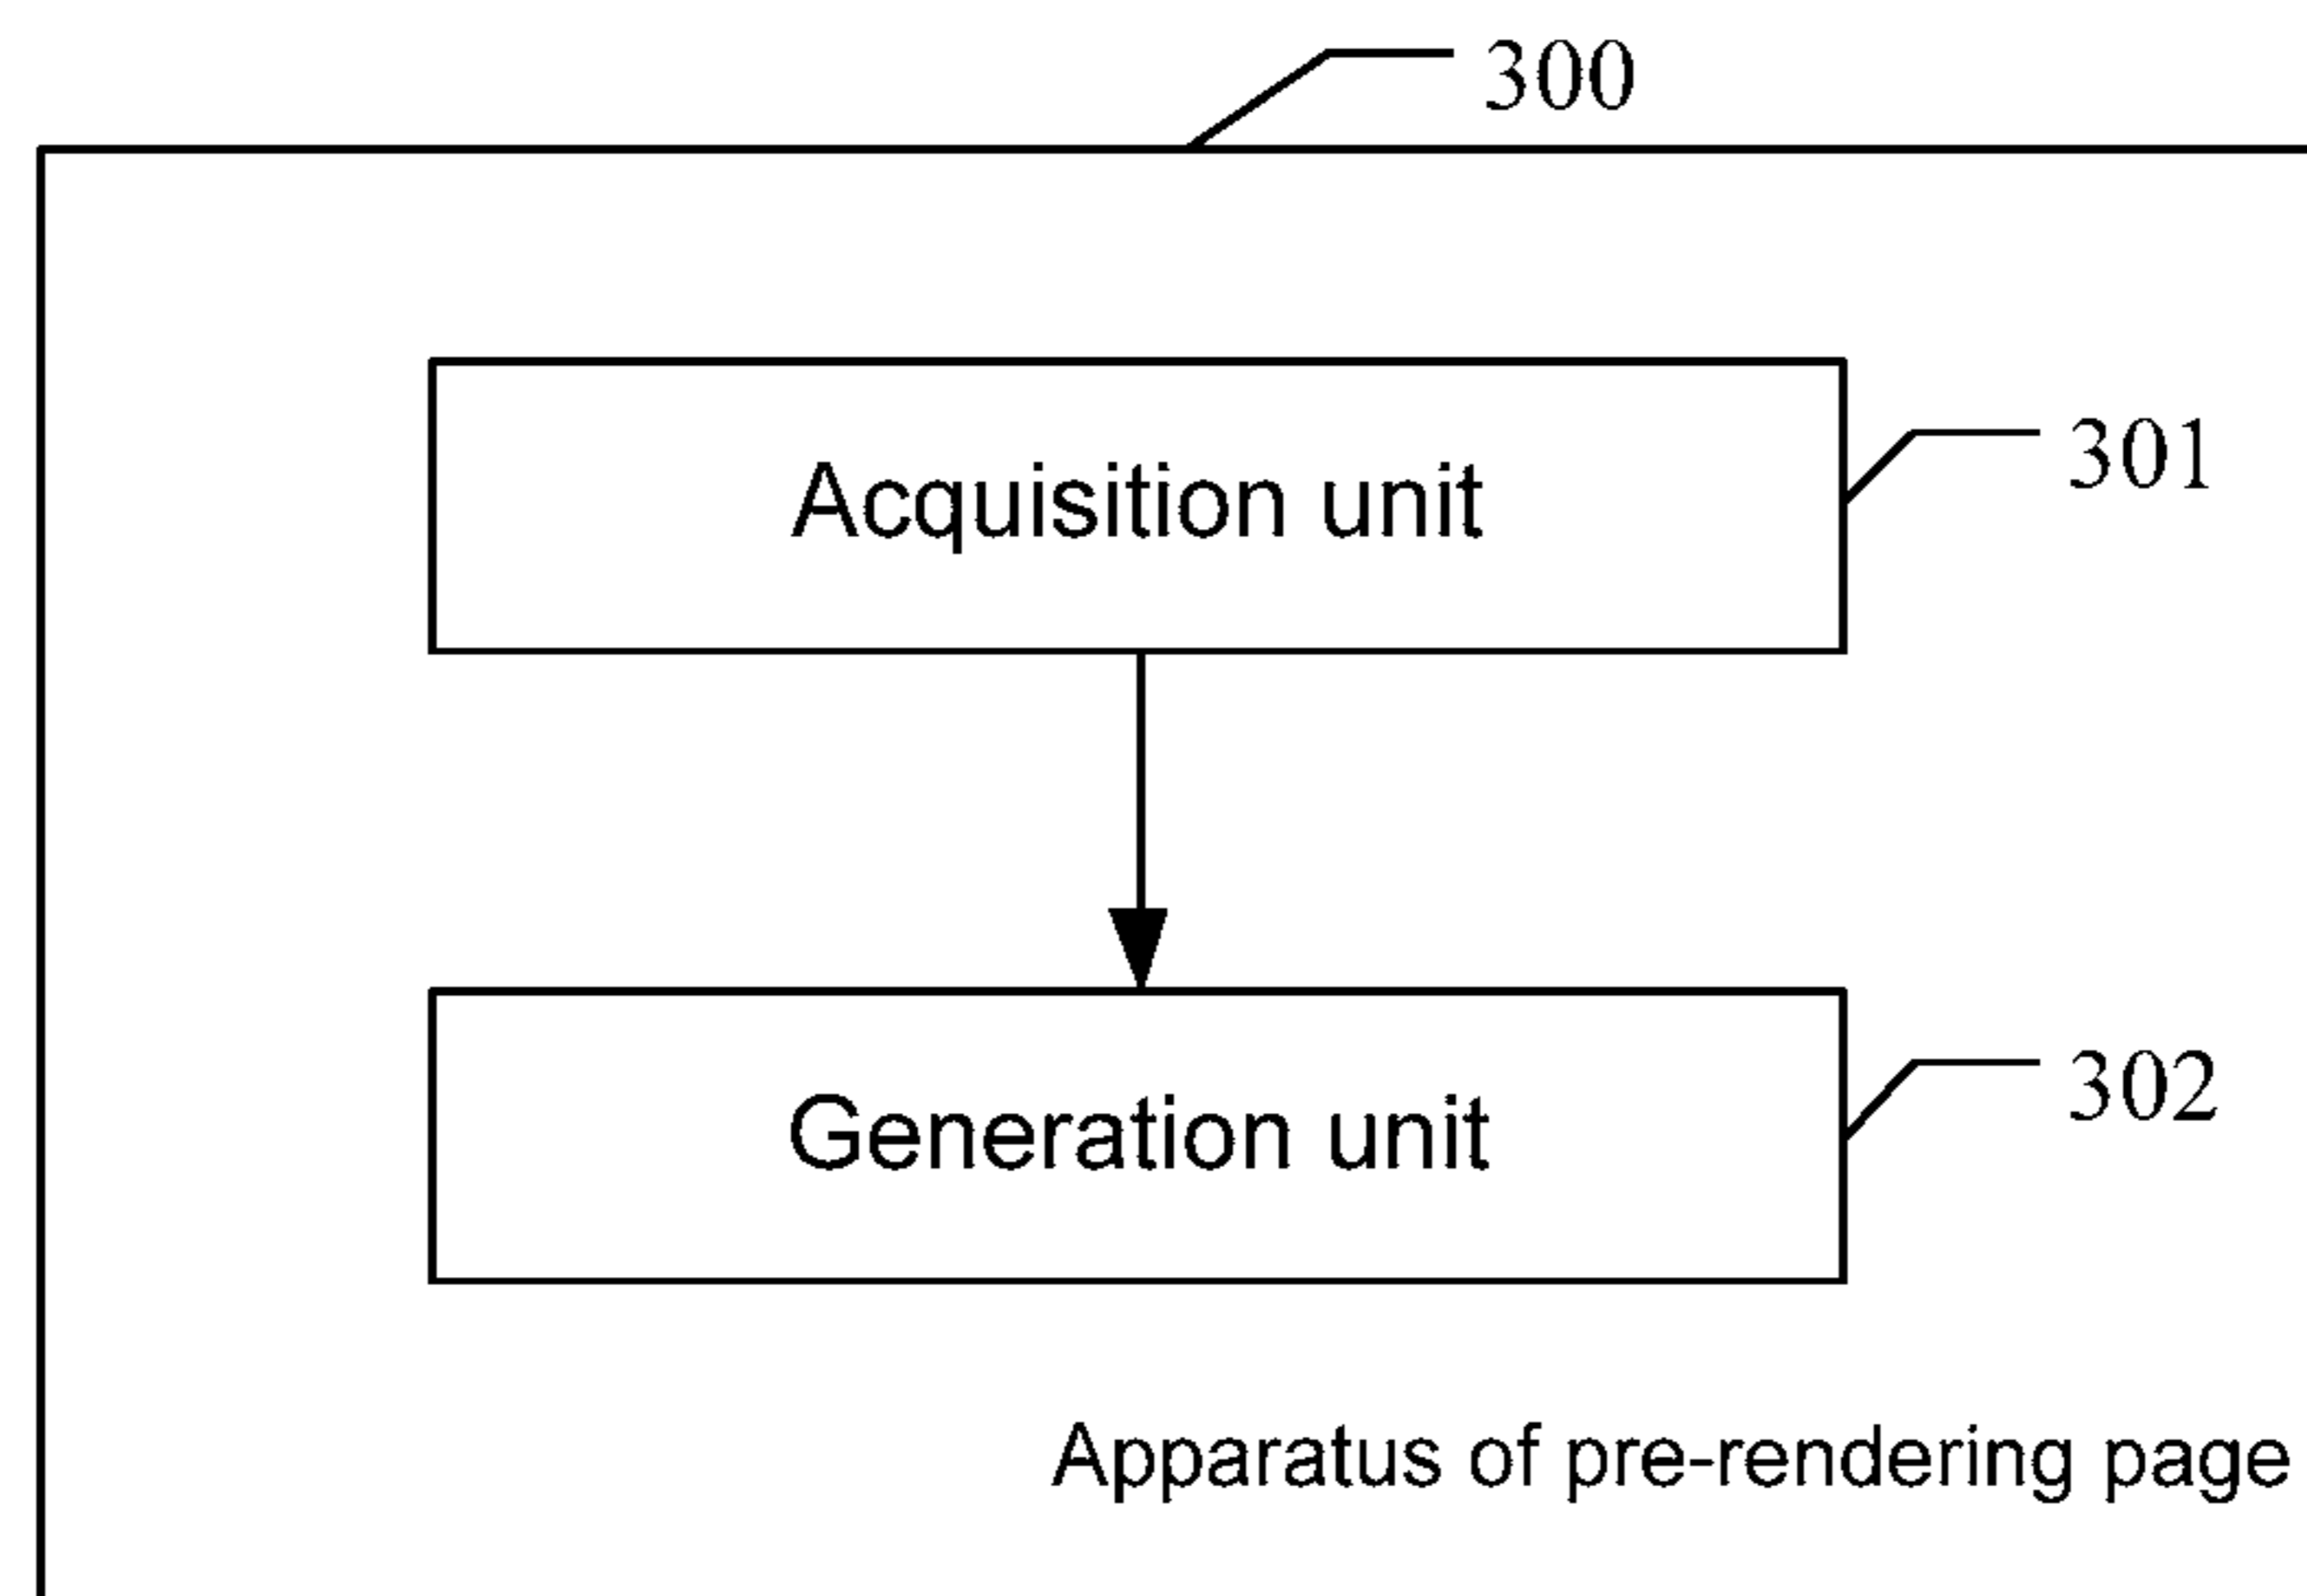 300
Acquisition unit
301
Generation unit
302
Apparatus of pre-rendering page